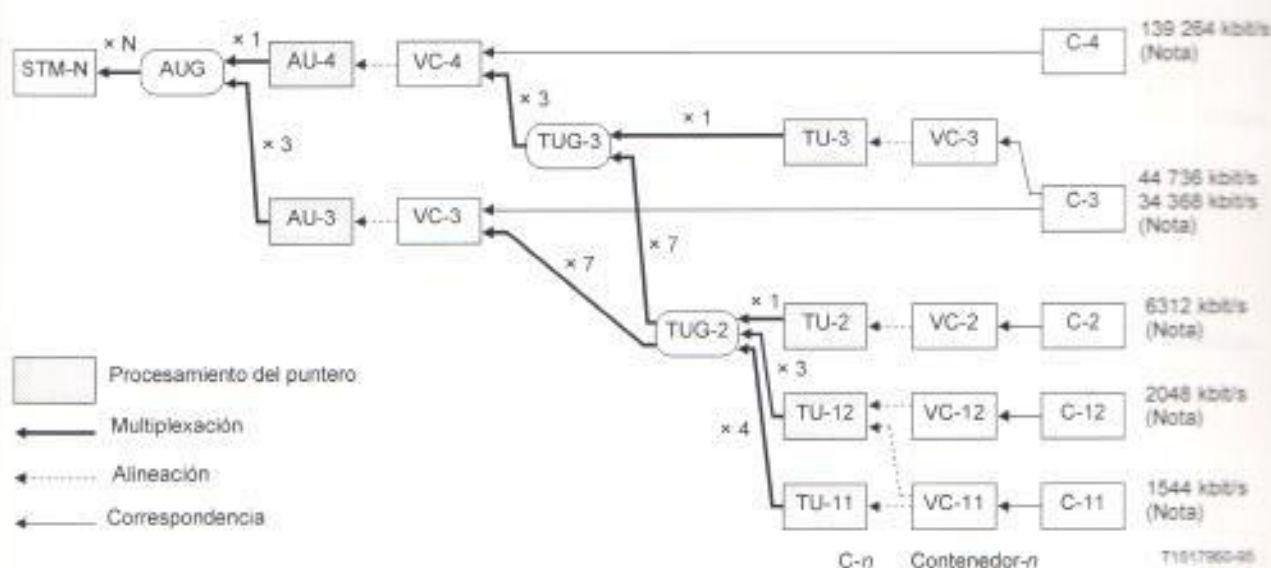 139 264 kbit/s
(Nota)
STM-N
× N
AUG
× 1
AU-4
VC-4
C-4
× 3
× 3
TUG-3
× 1
TU-3
VC-3
44 736 kbit/s
34 368 kbit/s
(Nota)
C-3
AU-3
VC-3
× 7
× 7
TUG-2
× 1
TU-2
VC-2
C-2
6312 kbit/s
(Nota)
× 3
TU-12
VC-12
C-12
2048 kbit/s
(Nota)
× 4
TU-11
VC-11
C-11
1544 kbit/s
(Nota)
Procesamiento del puntero
Multiplexación
Alineación
Correspondencia
C-n Contenedor-n
T1517950-95